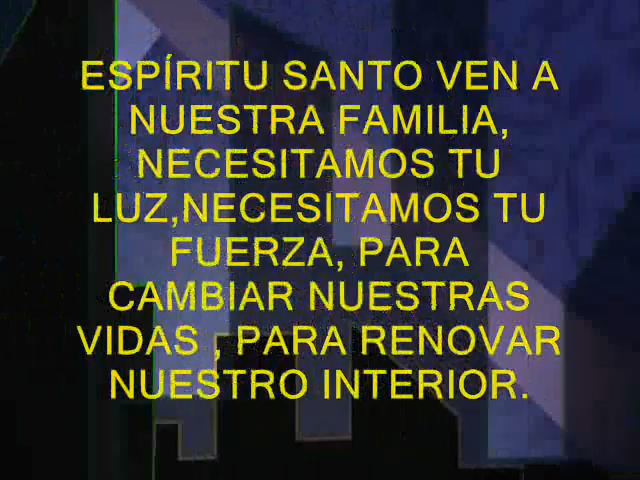 ESPÍRITU SANTO VEN A
NUESTRA FAMILIA,
NECESITAMOS TU
LUZ,NECESITAMOS TU
FUERZA, PARA
CAMBIAR NUESTRAS
VIDAS , PARA RENOVAR
NUESTRO INTERIOR.